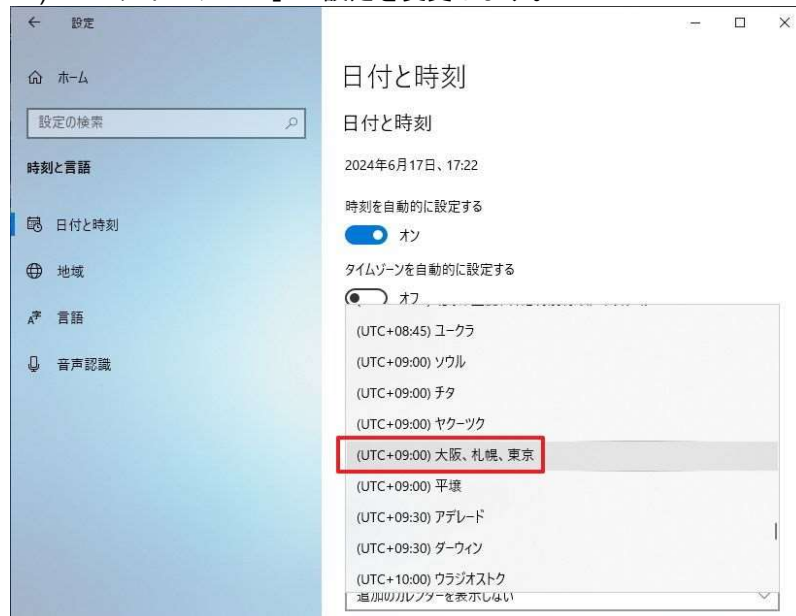 設定
ホーム
設定の検索
時刻と言語
日付と時刻
地域
言語
音声認識
日付と時刻
日付と時刻
2024年6月17日、17:22
時刻を自動的に設定する
オン
タイムゾーンを自動的に設定する
オフ
(UTC+08:45) ユークラ
(UTC+09:00) ソウル
(UTC+09:00) チタ
(UTC+09:00) ヤクーツク
(UTC+09:00) 大阪、札幌、東京
(UTC+09:00) 平壌
(UTC+09:30) アデレード
(UTC+09:30) ダーウィン
(UTC+10:00) ウラジオストク
追加のカレンダーを表示しない